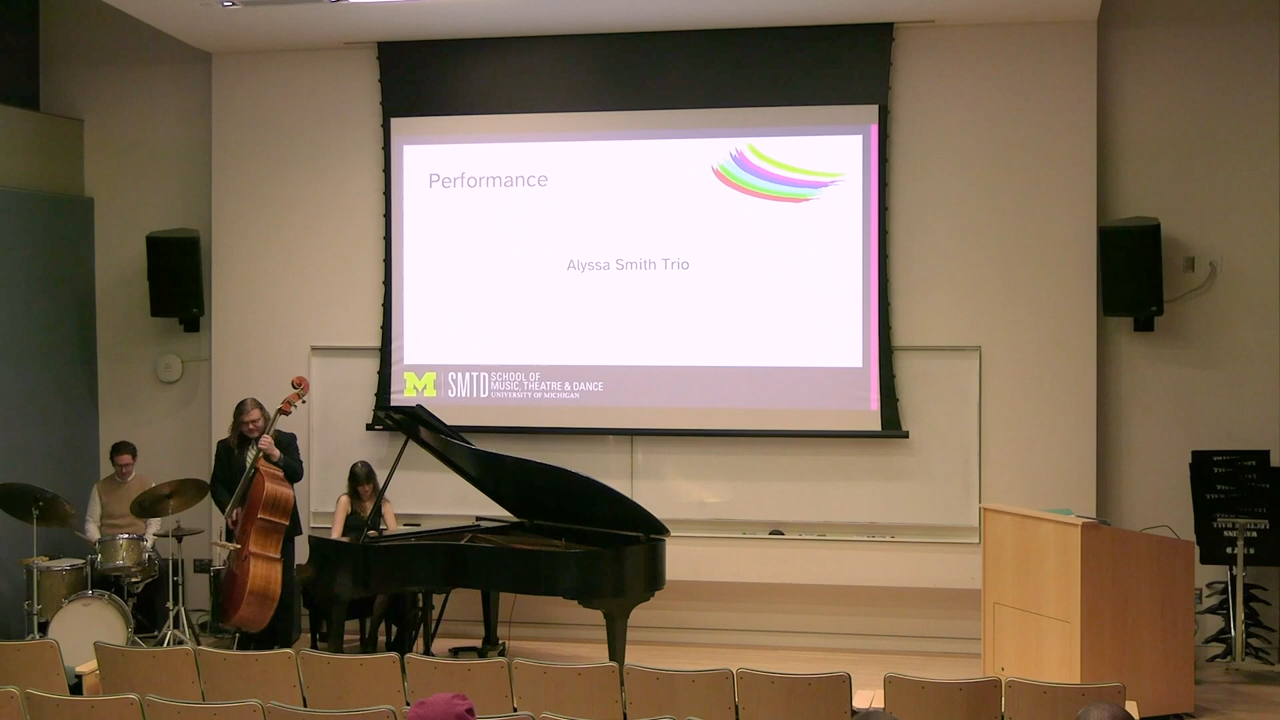 Performance
Alyssa Smith Trio
M
SMTD
SCHOOL OF
MUSIC, THEATRE & DANCE
UNIVERSITY OF MICHIGAN